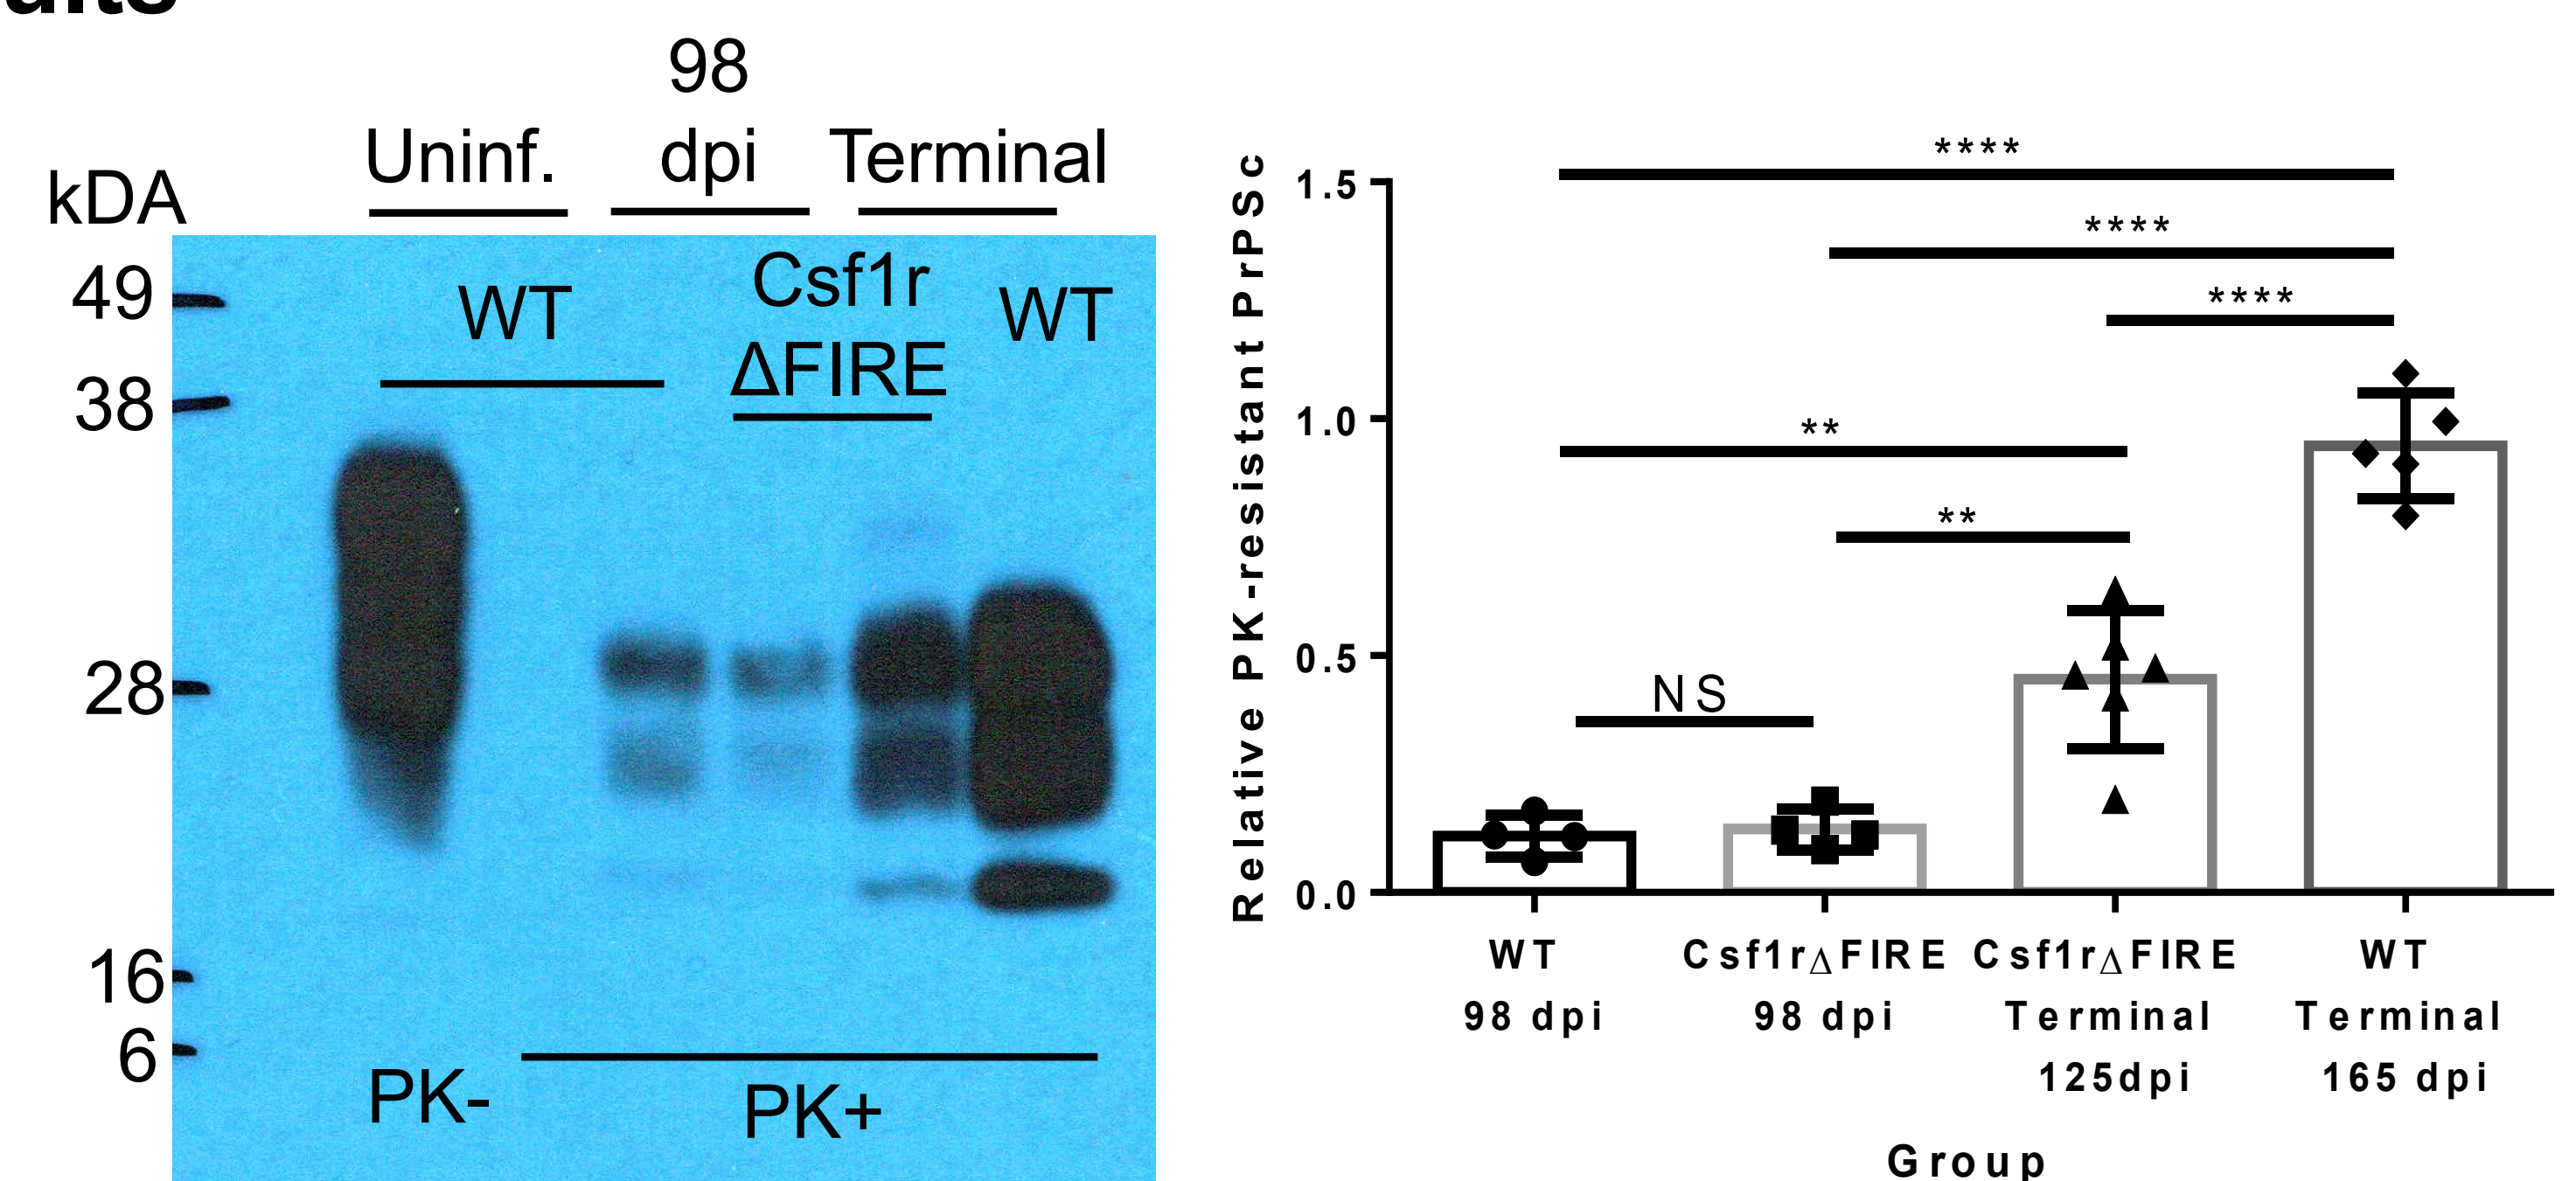 98
Uninf. dpi Terminal
kDA
49
38
28
16
6
WT
Csf1r
ΔFIRE
WT
PK-
PK+
Relative PK-resistant PrPSc
1.5
1.0
0.5
0.0
****
****
****
**
**
NS
WT
98 dpi
Csf1rΔFIRE
98 dpi
Csf1rΔFIRE
Terminal
125dpi
WT
Terminal
165 dpi
Group